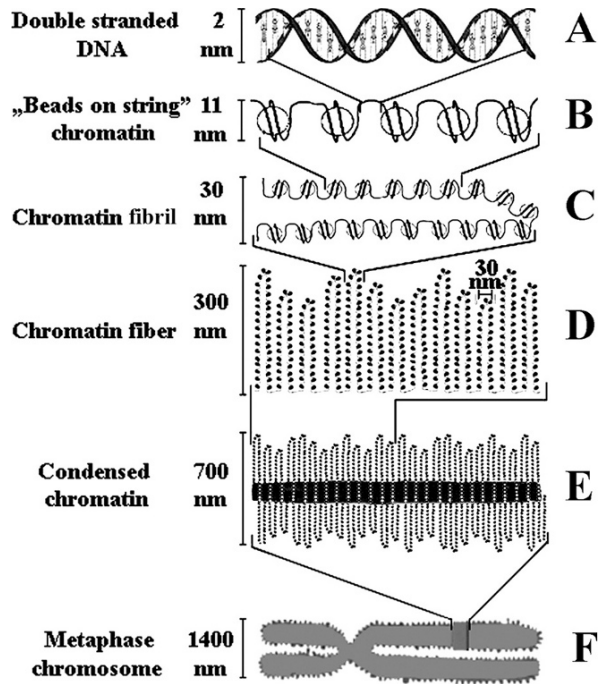 Double stranded 2 A
DNA nm
„Beads on string” 11 B
chromatin nm
30
Chromatin fibril nm C
30
nm
300
Chromatin fiber nm D
Condensed 700
chromatin nm E
Metaphase 1400 F
chromosome nm